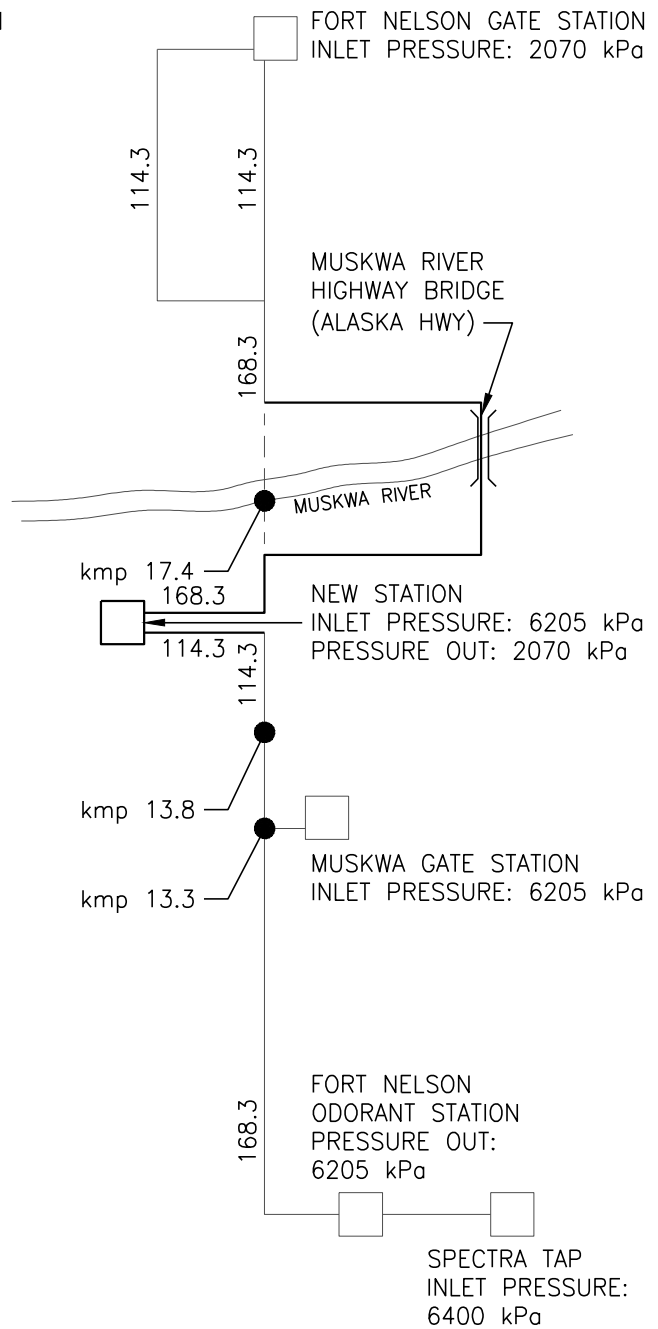 FORT NELSON GATE STATION
INLET PRESSURE: 2070 kPa
114.3
114.3
MUSKWA RIVER
HIGHWAY BRIDGE
(ALASKA HWY)
168.3
MUSKWA RIVER
kmp 17.4
168.3
NEW STATION
INLET PRESSURE: 6205 kPa
PRESSURE OUT: 2070 kPa
114.3
114.3
kmp 13.8
MUSKWA GATE STATION
INLET PRESSURE: 6205 kPa
kmp 13.3
FORT NELSON
ODORANT STATION
PRESSURE OUT:
6205 kPa
168.3
SPECTRA TAP
INLET PRESSURE:
6400 kPa